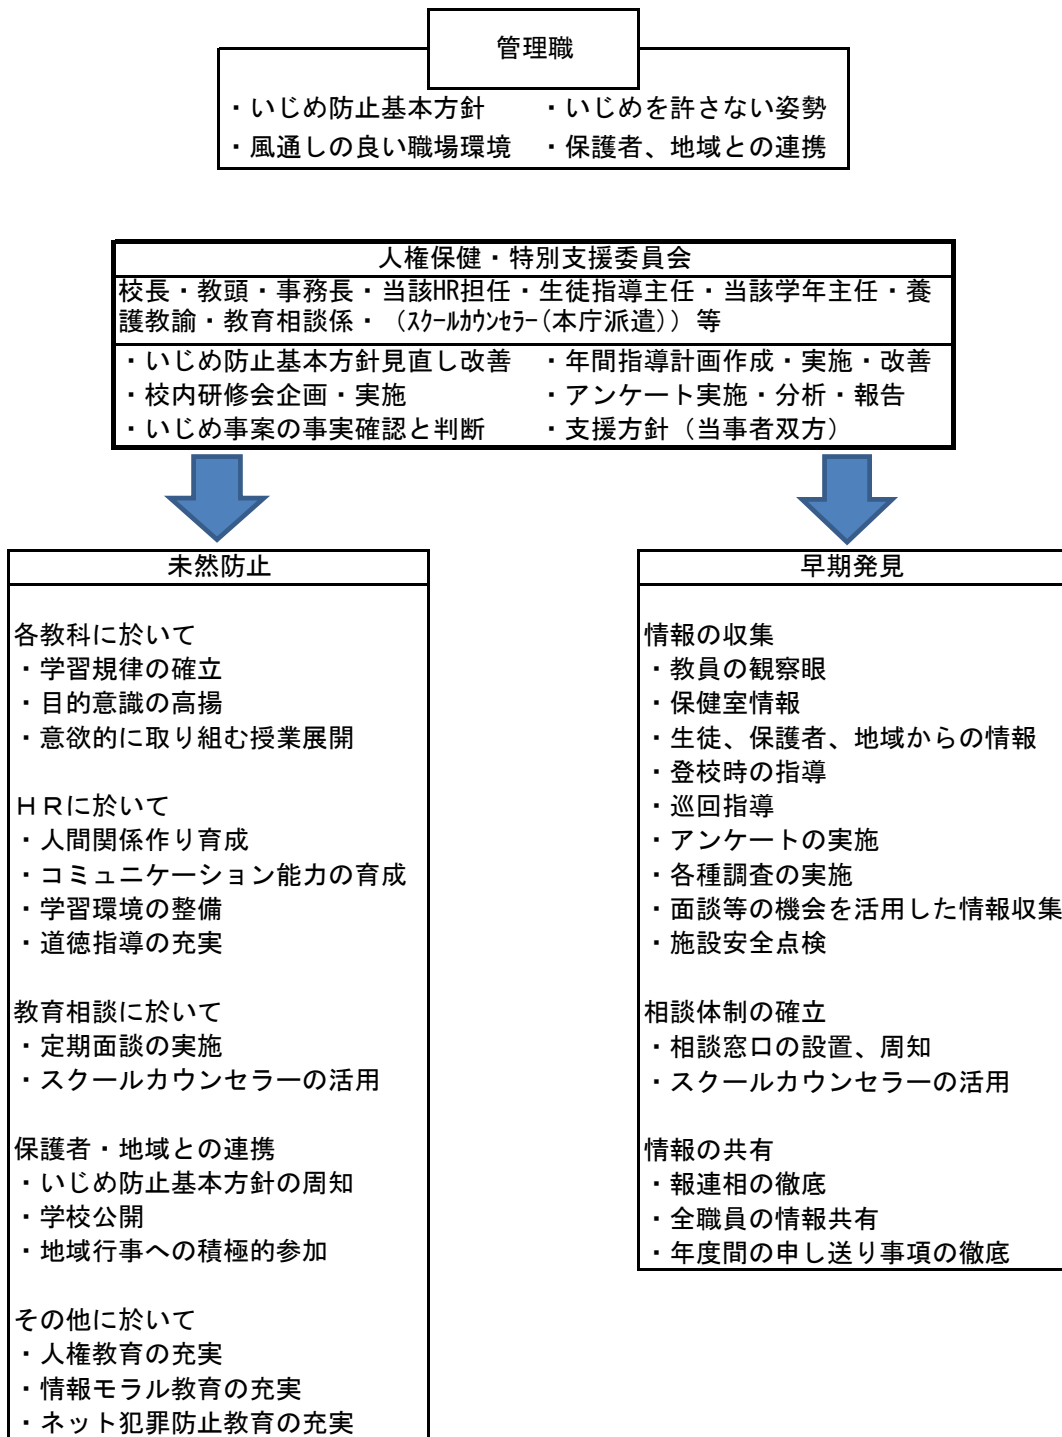 管理職
・いじめ防止基本方針　・いじめを許さない姿勢
・風通しの良い職場環境　・保護者、地域との連携
人権保健・特別支援委員会
校長・教頭・事務長・当該HR担任・生徒指導主任・当該学年主任・養
護教諭・教育相談係・（ｽｸｰﾙｶｳﾝｾﾗｰ(本庁派遣)）等
・いじめ防止基本方針見直し改善　・年間指導計画作成・実施・改善
・校内研修会企画・実施　・アンケート実施・分析・報告
・いじめ事案の事実確認と判断　・支援方針（当事者双方）
未然防止
各教科に於いて
・学習規律の確立
・目的意識の高揚
・意欲的に取り組む授業展開
ＨＲに於いて
・人間関係作り育成
・コミュニケーション能力の育成
・学習環境の整備
・道徳指導の充実
教育相談に於いて
・定期面談の実施
・スクールカウンセラーの活用
保護者・地域との連携
・いじめ防止基本方針の周知
・学校公開
・地域行事への積極的参加
その他に於いて
・人権教育の充実
・情報モラル教育の充実
・ネット犯罪防止教育の充実
早期発見
情報の収集
・教員の観察眼
・保健室情報
・生徒、保護者、地域からの情報
・登校時の指導
・巡回指導
・アンケートの実施
・各種調査の実施
・面談等の機会を活用した情報収集
・施設安全点検
相談体制の確立
・相談窓口の設置、周知
・スクールカウンセラーの活用
情報の共有
・報連相の徹底
・全職員の情報共有
・年度間の申し送り事項の徹底